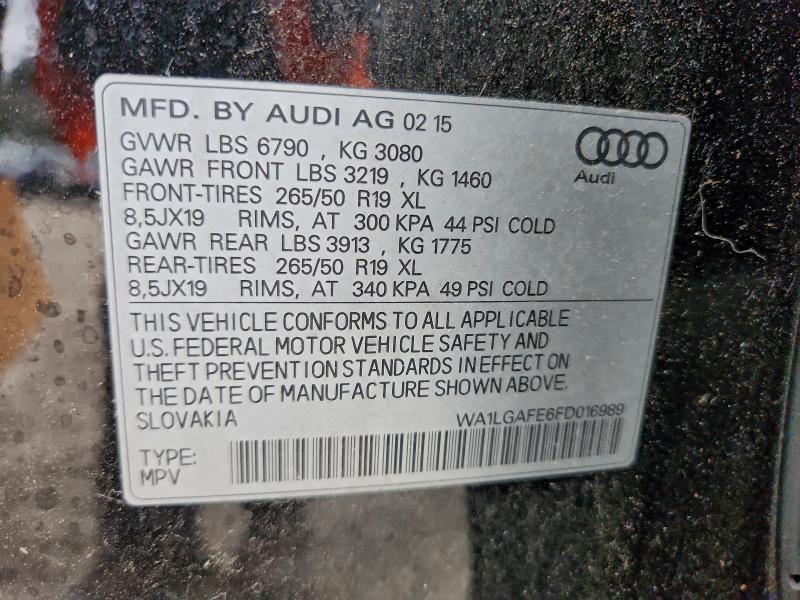 MFD. BY AUDI AG 02 15
GVWR LBS 6790 , KG 3080
GAWR FRONT LBS 3219 , KG 1460
FRONT-TIRES 265/50 R19 XL
8,5JX19 RIMS, AT 300 KPA 44 PSI COLD
GAWR REAR LBS 3913 , KG 1775
REAR-TIRES 265/50 R19 XL
8,5JX19 RIMS, AT 340 KPA 49 PSI COLD
Audi
THIS VEHICLE CONFORMS TO ALL APPLICABLE
U.S. FEDERAL MOTOR VEHICLE SAFETY AND
THEFT PREVENTION STANDARDS IN EFFECT ON
THE DATE OF MANUFACTURE SHOWN ABOVE.
SLOVAKIA WA1LGAFE6FD016989
TYPE:
MPV